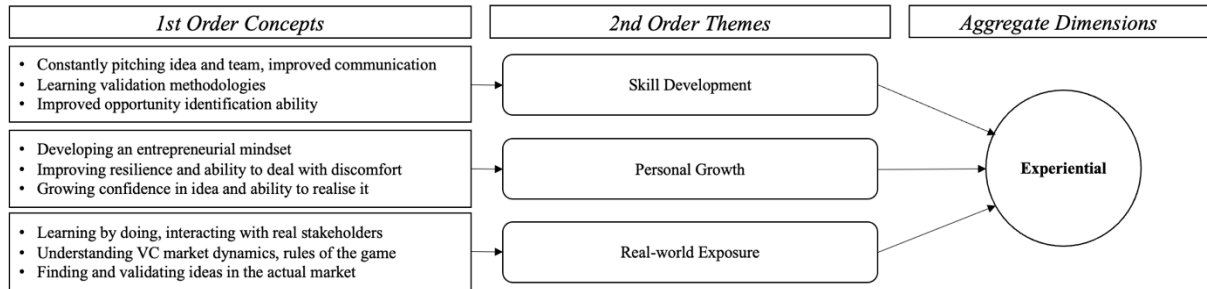 1st Order Concepts
2nd Order Themes
Aggregate Dimensions
• Constantly pitching idea and team, improved communication
• Learning validation methodologies
• Improved opportunity identification ability
Skill Development
• Developing an entrepreneurial mindset
• Improving resilience and ability to deal with discomfort
• Growing confidence in idea and ability to realise it
Personal Growth
Experiential
• Learning by doing, interacting with real stakeholders
• Understanding VC market dynamics, rules of the game
• Finding and validating ideas in the actual market
Real-world Exposure